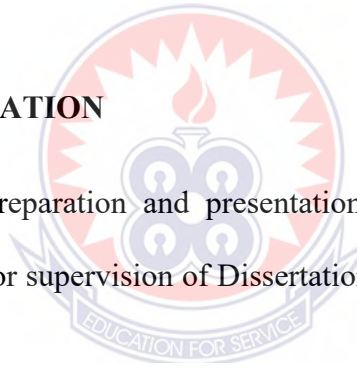 ATION
reparation and presentation
or supervision of Dissertation
EDUCATION FOR SERVICE